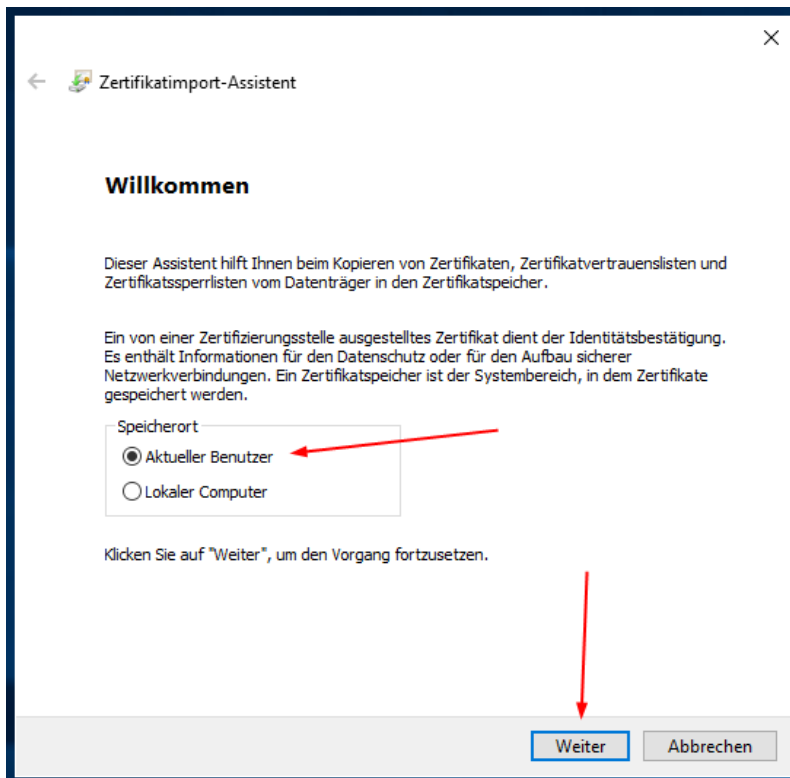 Zertifikatimport-Assistent
Willkommen
Dieser Assistent hilft Ihnen beim Kopieren von Zertifikaten, Zertifikatvertrauenslisten und
Zertifikatssperrlisten vom Datenträger in den Zertifikatspeicher.
Ein von einer Zertifizierungsstelle ausgestelltes Zertifikat dient der Identitätsbestätigung.
Es enthält Informationen für den Datenschutz oder für den Aufbau sicherer
Netzwerkverbindungen. Ein Zertifikatspeicher ist der Systembereich, in dem Zertifikate
gespeichert werden.
Speicherort
Aktueller Benutzer
Lokaler Computer
Klicken Sie auf "Weiter", um den Vorgang fortzusetzen.
Weiter
Abbrechen